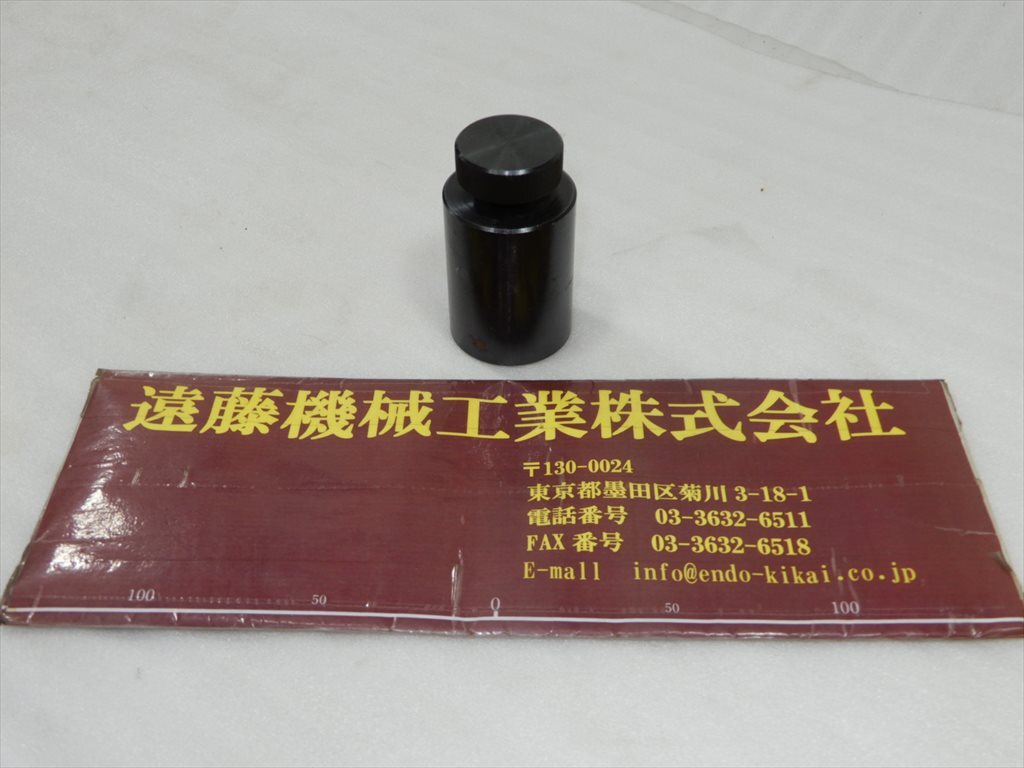 遠藤機械工業株式会社
〒130-0024
東京都墨田区菊川 3-18-1
電話番号 03-3632-6511
FAX 番号 03-3632-6518
E-mall info@endo-kikai.co.jp
100 50 0 50 100